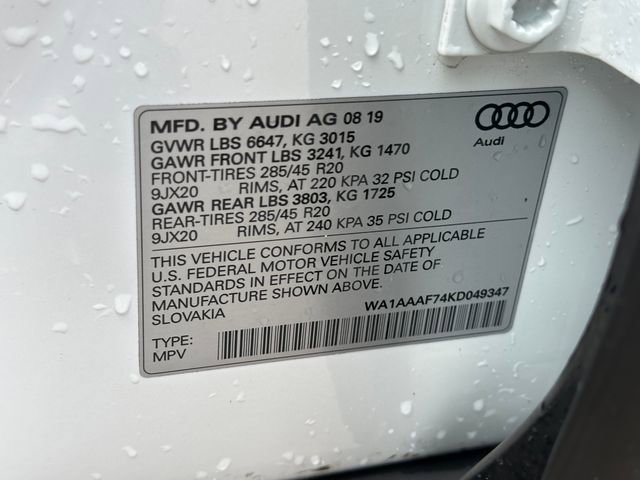 MFD. BY AUDI AG 08 19
GVWR LBS 6647, KG 3015
GAWR FRONT LBS 3241, KG 1470
FRONT-TIRES 285/45 R20
9JX20 RIMS, AT 220 KPA 32 PSI COLD
GAWR REAR LBS 3803, KG 1725
REAR-TIRES 285/45 R20
9JX20 RIMS, AT 240 KPA 35 PSI COLD
Audi
THIS VEHICLE CONFORMS TO ALL APPLICABLE
U.S. FEDERAL MOTOR VEHICLE SAFETY
STANDARDS IN EFFECT ON THE DATE OF
MANUFACTURE SHOWN ABOVE.
SLOVAKIA WA1AAAF74KD049347
TYPE:
MPV